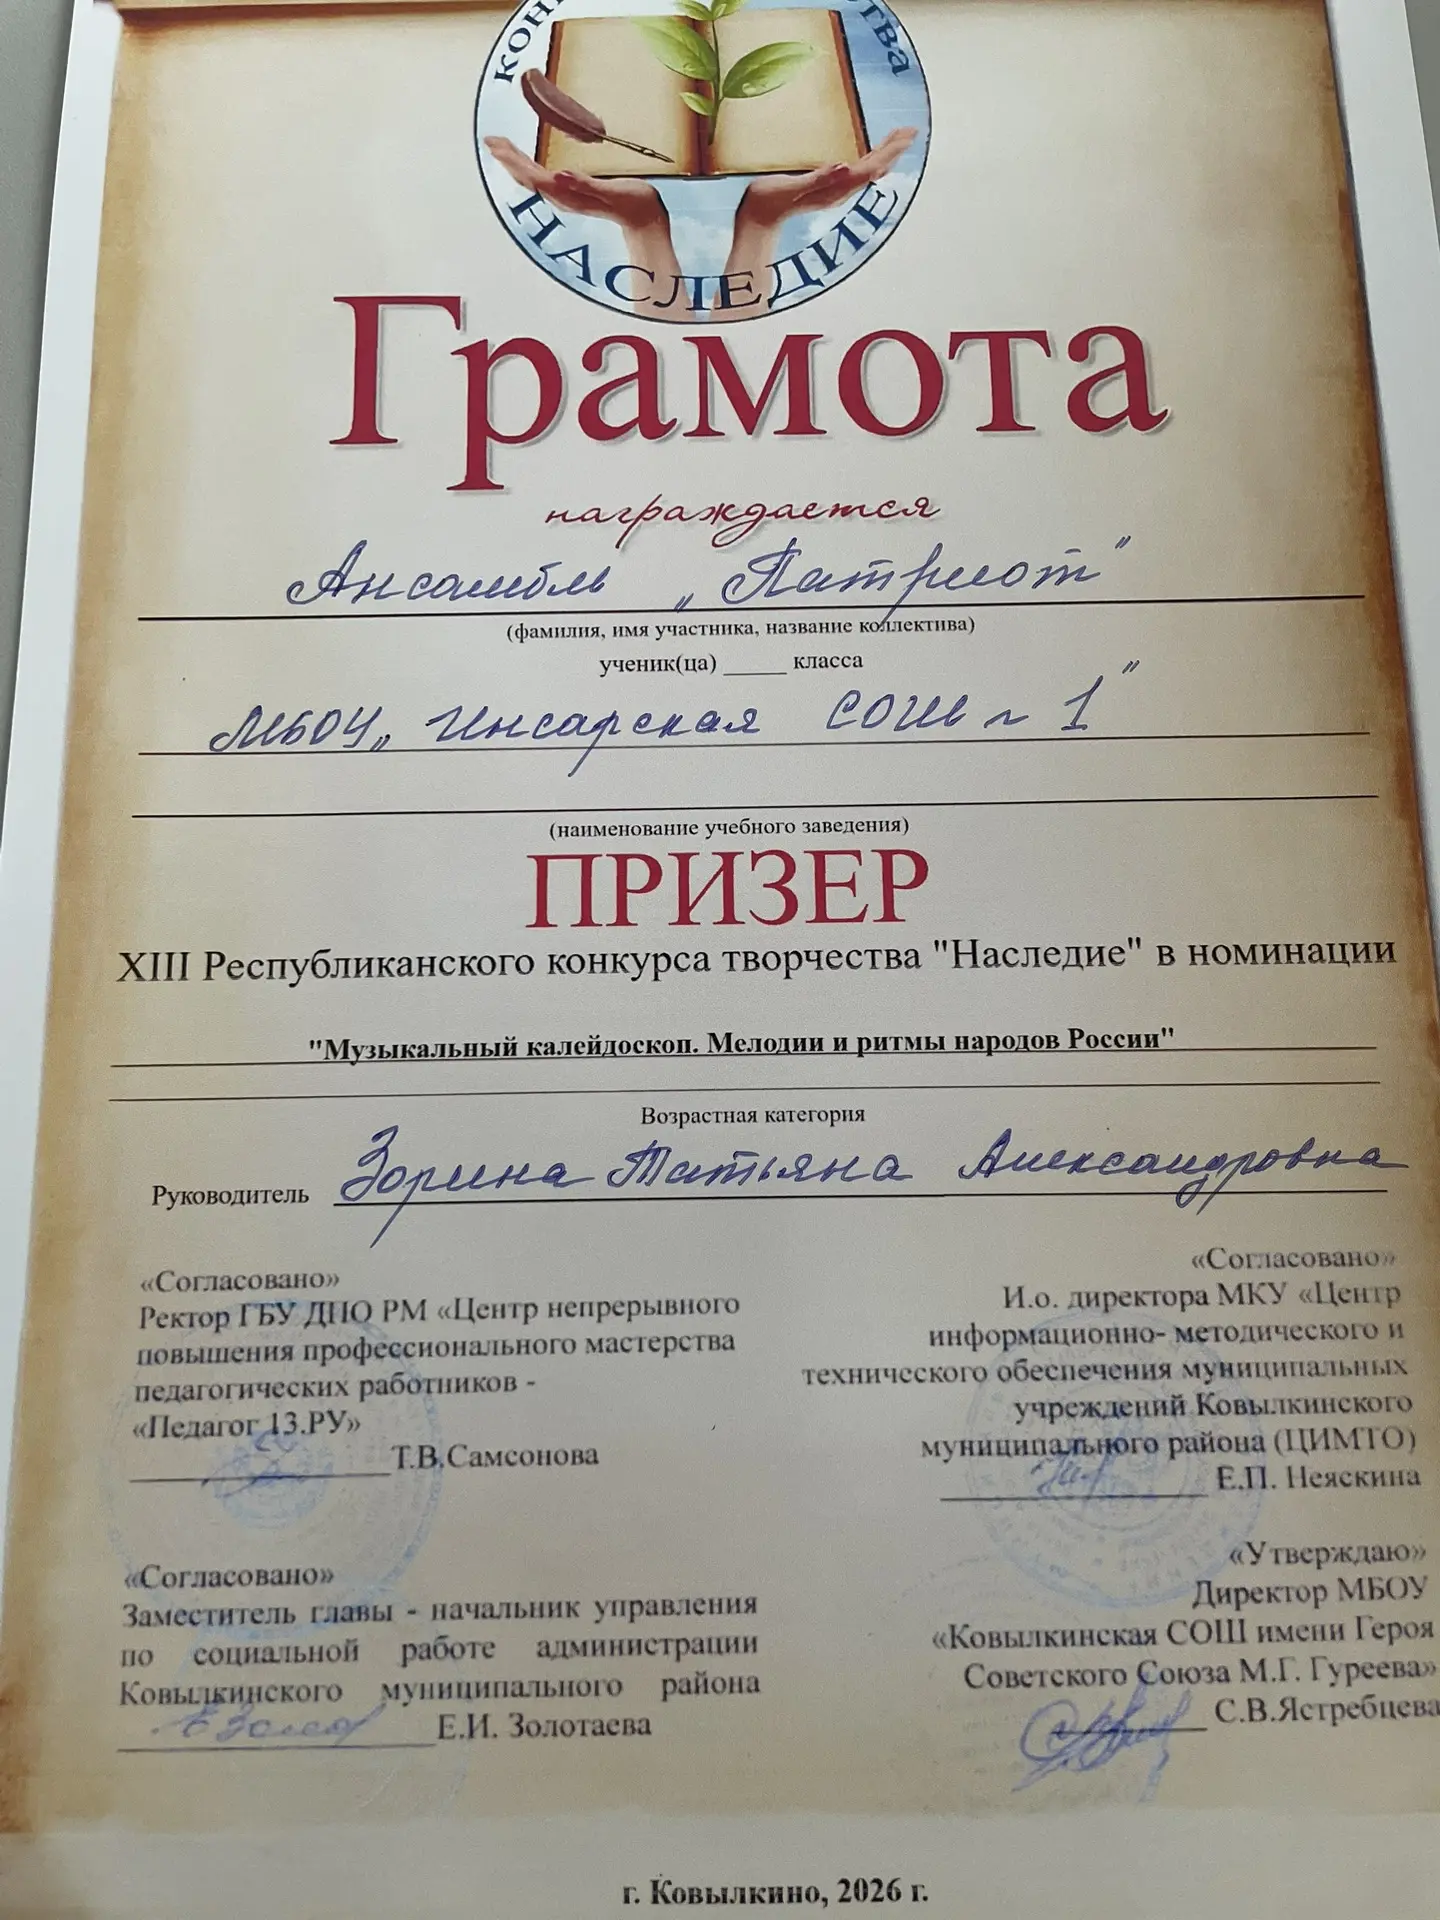 НАСЛЕДИЕ
Грамота
награждается
Ансамбль „Патриот"
(фамилия, имя участника, название коллектива)
ученик(ца) _____ класса
МБОУ „Инсарская СОШ № 1"
(наименование учебного заведения)
ПРИЗЕР
XIII Республиканского конкурса творчества "Наследие" в номинации
"Музыкальный калейдоскоп. Мелодии и ритмы народов России"
Возрастная категория
Руководитель Зорина Татьяна Александровна
«Согласовано»
Ректор ГБУ ДПО РМ «Центр непрерывного
повышения профессионального мастерства
педагогических работников -
«Педагог 13.РУ»
Т.В.Самсонова
«Согласовано»
И.о. директора МКУ «Центр
информационно- методического и
технического обеспечения муниципальных
учреждений Ковылкинского
муниципального района (ЦИМТО)
Е.П. Неяскина
«Согласовано»
Заместитель главы - начальник управления
по социальной работе администрации
Ковылкинского муниципального района
Е.И. Золотаева
«Утверждаю»
Директор МБОУ
«Ковылкинская СОШ имени Героя
Советского Союза М.Г. Гуреева»
С.В.Ястребцева
г. Ковылкино, 2026 г.